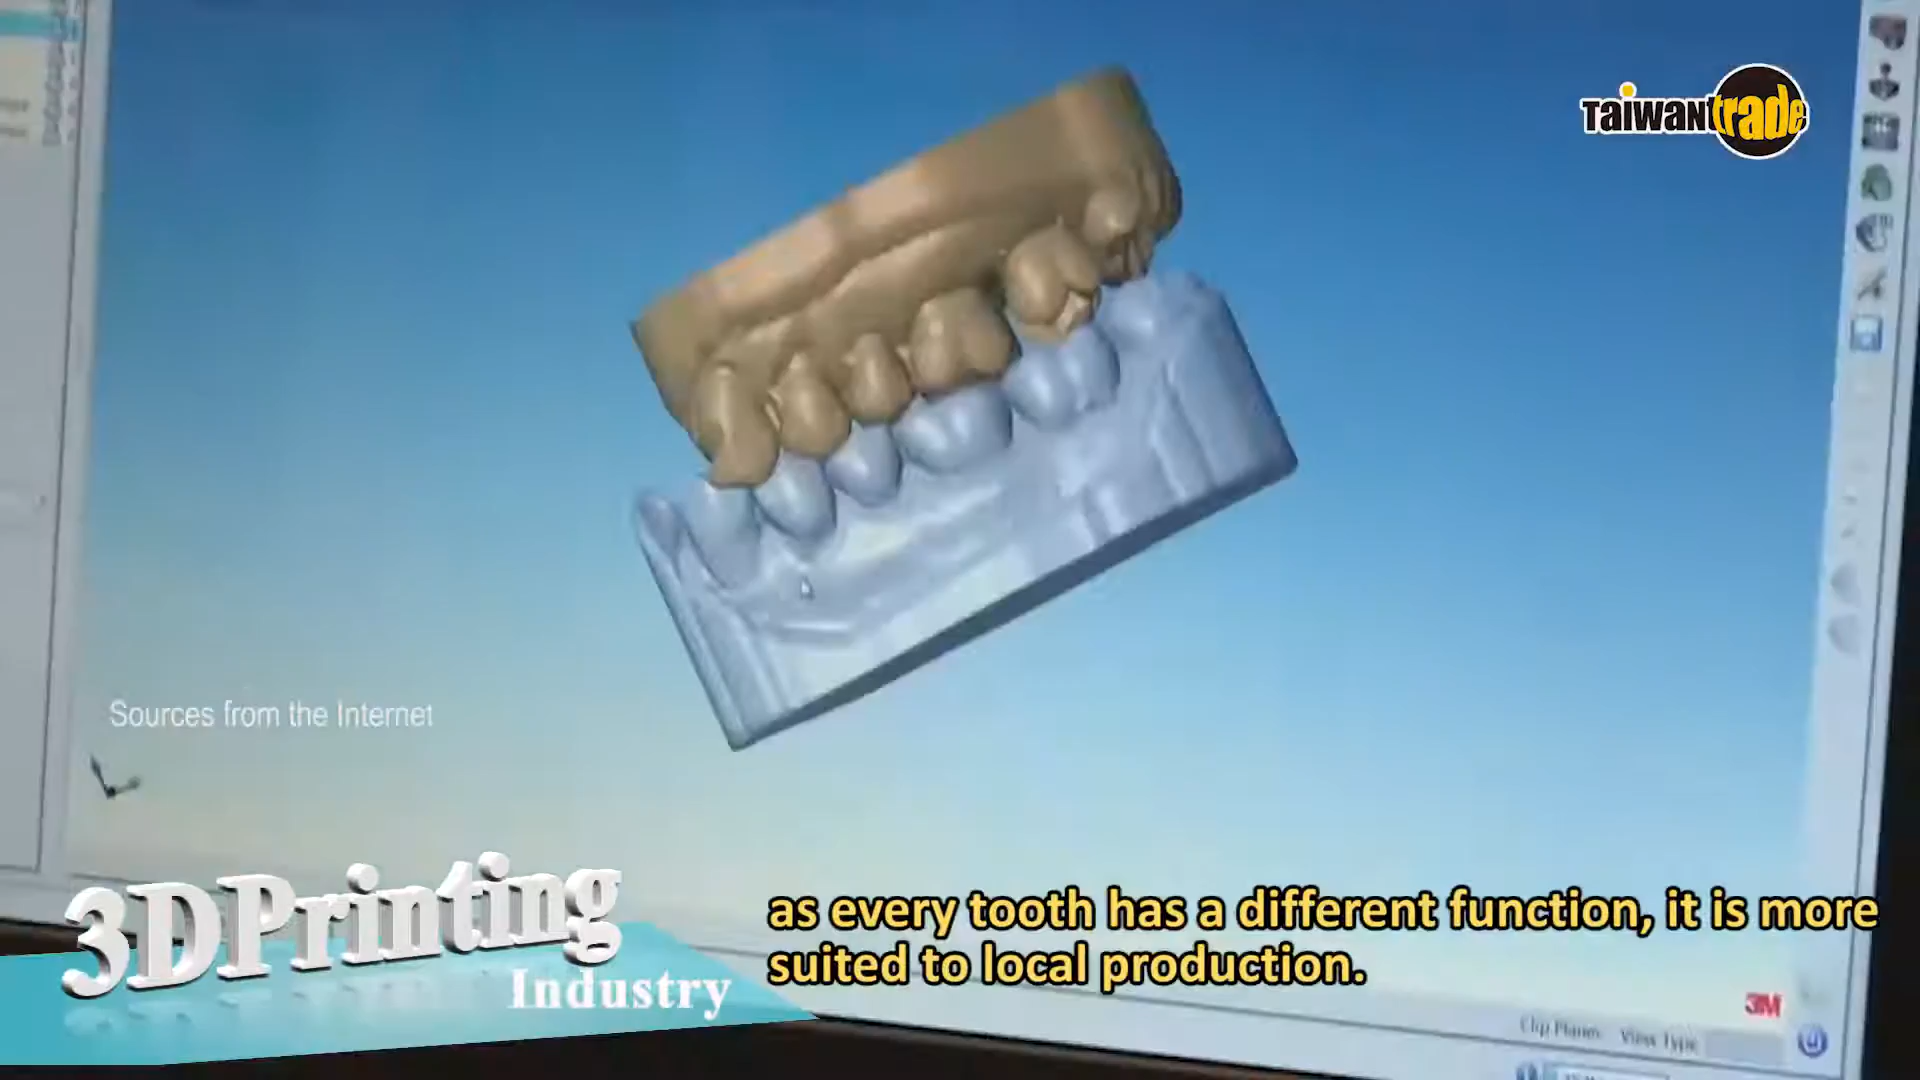 Taiwantrade
Sources from the Internet
3DPrinting
Industry
as every tooth has a different function, it is more
suited to local production.
3M
Clip Planes View Type